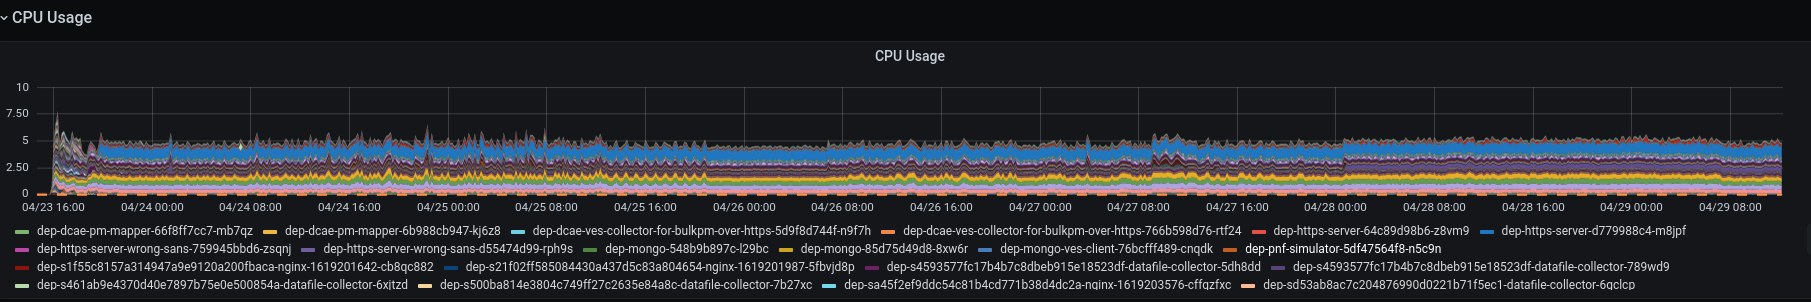 CPU Usage
CPU Usage
10
7.50
5
2.50
0
04/23 16:00 04/24 00:00 04/24 08:00 04/24 16:00 04/25 00:00 04/25 08:00 04/25 16:00 04/26 00:00 04/26 08:00 04/26 16:00 04/27 00:00 04/27 08:00 04/27 16:00 04/28 00:00 04/28 08:00 04/28 16:00 04/29 00:00 04/29 08:00
dep-dcae-pm-mapper-66f8ff7cc7-mb7qz dep-dcae-pm-mapper-6b988cb947-kj6z8 dep-dcae-ves-collector-for-bulkpm-over-https-5d9f8d744f-n9f7h dep-dcae-ves-collector-for-bulkpm-over-https-766b598d76-rtf24 dep-https-server-64c89d98b6-z8vm9 dep-https-server-d779988c4-m8jpf
dep-https-server-wrong-sans-759945bbd6-zsqnj dep-https-server-wrong-sans-d55474d99-rph9s dep-mongo-548b9b897c-l29bc dep-mongo-85d75d49d8-8xw6r dep-mongo-ves-client-76bcfff489-cnqdk dep-pnf-simulator-5df47564f8-n5c9n
dep-s1f55c8157a314947a9e9120a200fbaca-nginx-1619201642-cb8qc882 dep-s21f02ff585084430a437d5c83a804654-nginx-1619201987-5fbvjd8p dep-s4593577fc17b4b7c8dbeb915e18523df-datafile-collector-5dh8dd dep-s4593577fc17b4b7c8dbeb915e18523df-datafile-collector-789wd9
dep-s461ab9e4370d40e7897b75e0e500854a-datafile-collector-6xjtzd dep-s500ba814e3804c749ff27c2635e84a8c-datafile-collector-7b27xc dep-sa45f2ef9ddc54c81b4cd771b38d4dc2a-nginx-1619203576-cffqzfxc dep-sd53ab8ac7c204876990d0221b71f5ec1-datafile-collector-6qclcp